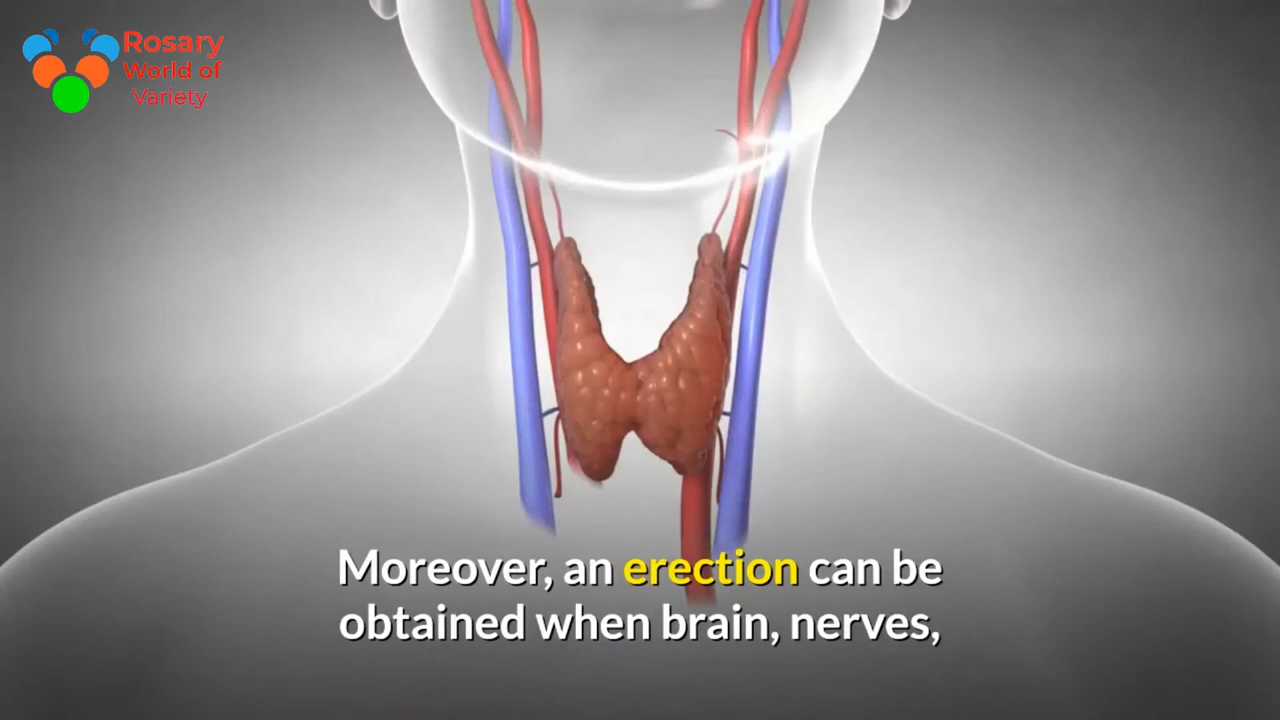 Rosary
World of
Variety
Moreover, an erection can be
obtained when brain, nerves,